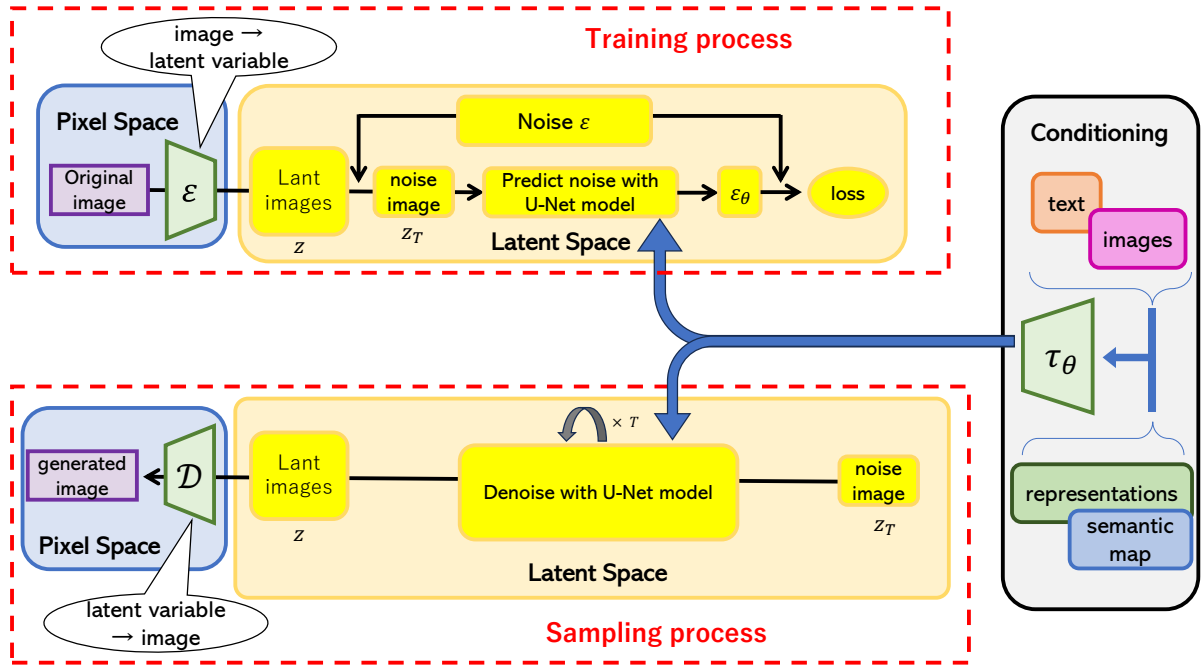 image →
latent variable
Training process
Pixel Space
Original
image
ε
Noise ε
Lant
images
z
noise
image
z_T
Predict noise with
U-Net model
ε_θ
loss
Latent Space
Conditioning
text
images
τ_θ
representations
semantic
map
× T
generated
image
D
Pixel Space
latent variable
→ image
Lant
images
z
Denoise with U-Net model
noise
image
z_T
Latent Space
Sampling process